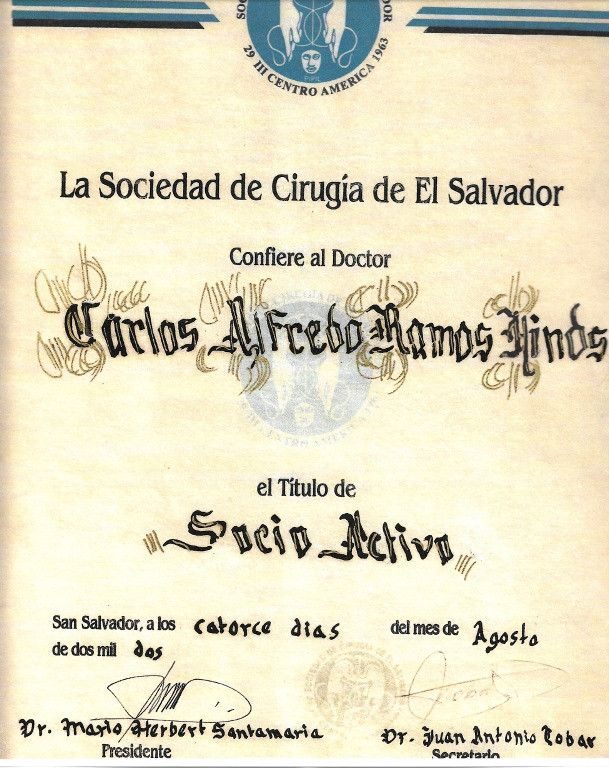 29 III CENTRO AMERICA 1963
PIPIL
La Sociedad de Cirugía de El Salvador
Confiere al Doctor
Carlos Alfredo Ramos Hinds
el Título de
Socio Activo
San Salvador, a los catorce dias del mes de Agosto
de dos mil dos
Dr. Mario Herbert Santamaria
Dr. Juan Antonio Tobar
Presidente
Secretario